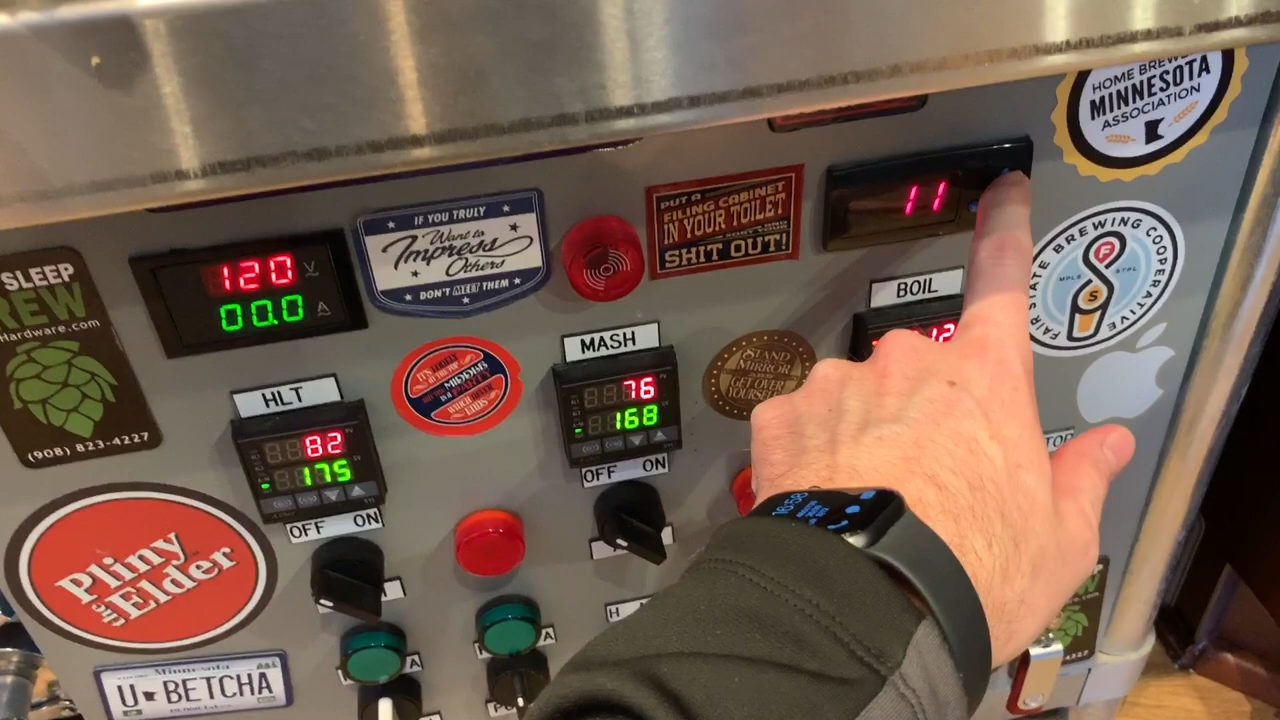 HOME BREW
MINNESOTA
ASSOCIATION
PUT A
FILING CABINET
IN YOUR TOILET
SHIT OUT!
11
IF YOU TRULY
Want to
Impress
Others
DON'T MEET THEM
120 V
00.0 A
SLEEP
Hardware.com
(908) 823-4227
BOIL
FAIR STATE BREWING COOPERATIVE
MPLS STPL
F
S
MASH
76
168
OFF ON
STAND
MIRROR
GET OVER
YOURSELF
HLT
82
175
OFF ON
Pliny
the
Elder
A
A
Minnesota
U BETCHA